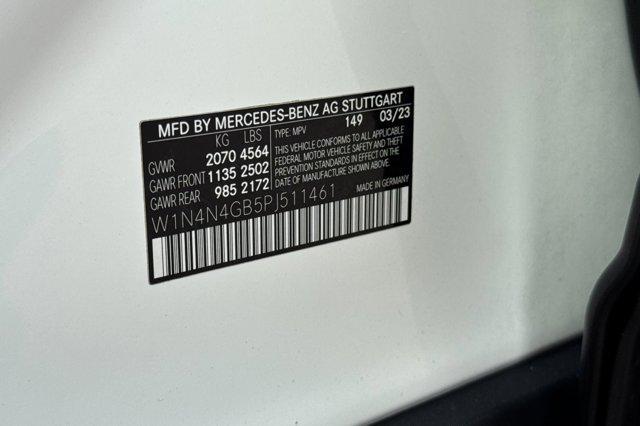 MFD BY MERCEDES-BENZ AG STUTTGART
KG LBS TYPE: MPV 149 03/23
GVWR 2070 4564
GAWR FRONT 1135 2502
GAWR REAR 985 2172
THIS VEHICLE CONFORMS TO ALL APPLICABLE
FEDERAL MOTOR VEHICLE SAFETY AND THEFT
PREVENTION STANDARDS IN EFFECT ON THE
DATE OF MANUFACTURE SHOWN ABOVE.
W1N4N4GB5PJ511461
MADE IN GERMANY